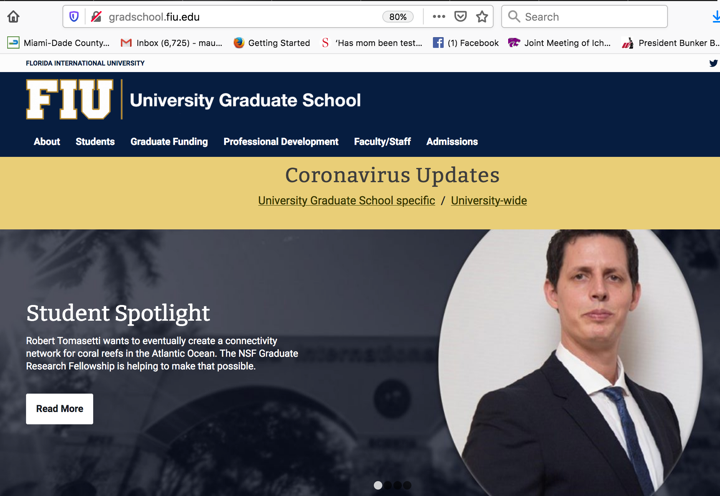 gradschool.fiu.edu
80%
Search
Miami-Dade County...
Inbox (6,725) - mau...
Getting Started
'Has mom been test...
(1) Facebook
Joint Meeting of Ich...
President Bunker B...
FLORIDA INTERNATIONAL UNIVERSITY
FIU University Graduate School
About Students Graduate Funding Professional Development Faculty/Staff Admissions
Coronavirus Updates
University Graduate School specific / University-wide
Student Spotlight
Robert Tomasetti wants to eventually create a connectivity
network for coral reefs in the Atlantic Ocean. The NSF Graduate
Research Fellowship is helping to make that possible.
Read More